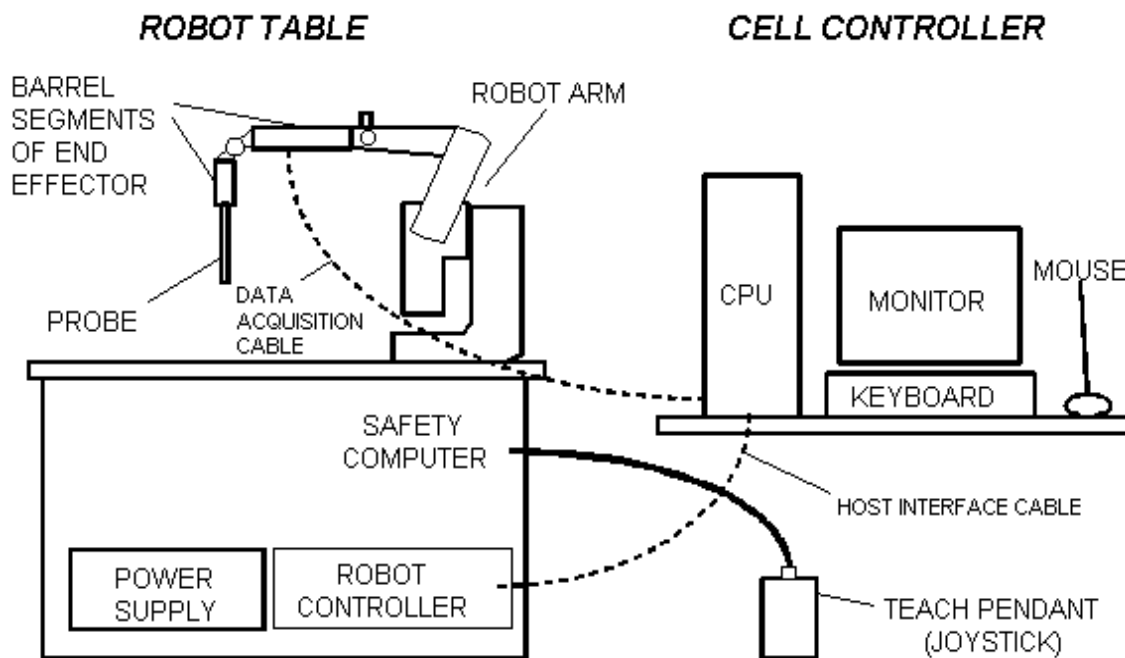 ROBOT TABLE
CELL CONTROLLER
BARREL
SEGMENTS
OF END
EFFECTOR
ROBOT ARM
PROBE
DATA
ACQUISITION
CABLE
CPU
MONITOR
MOUSE
KEYBOARD
SAFETY
COMPUTER
HOST INTERFACE CABLE
POWER
SUPPLY
ROBOT
CONTROLLER
TEACH PENDANT
(JOYSTICK)